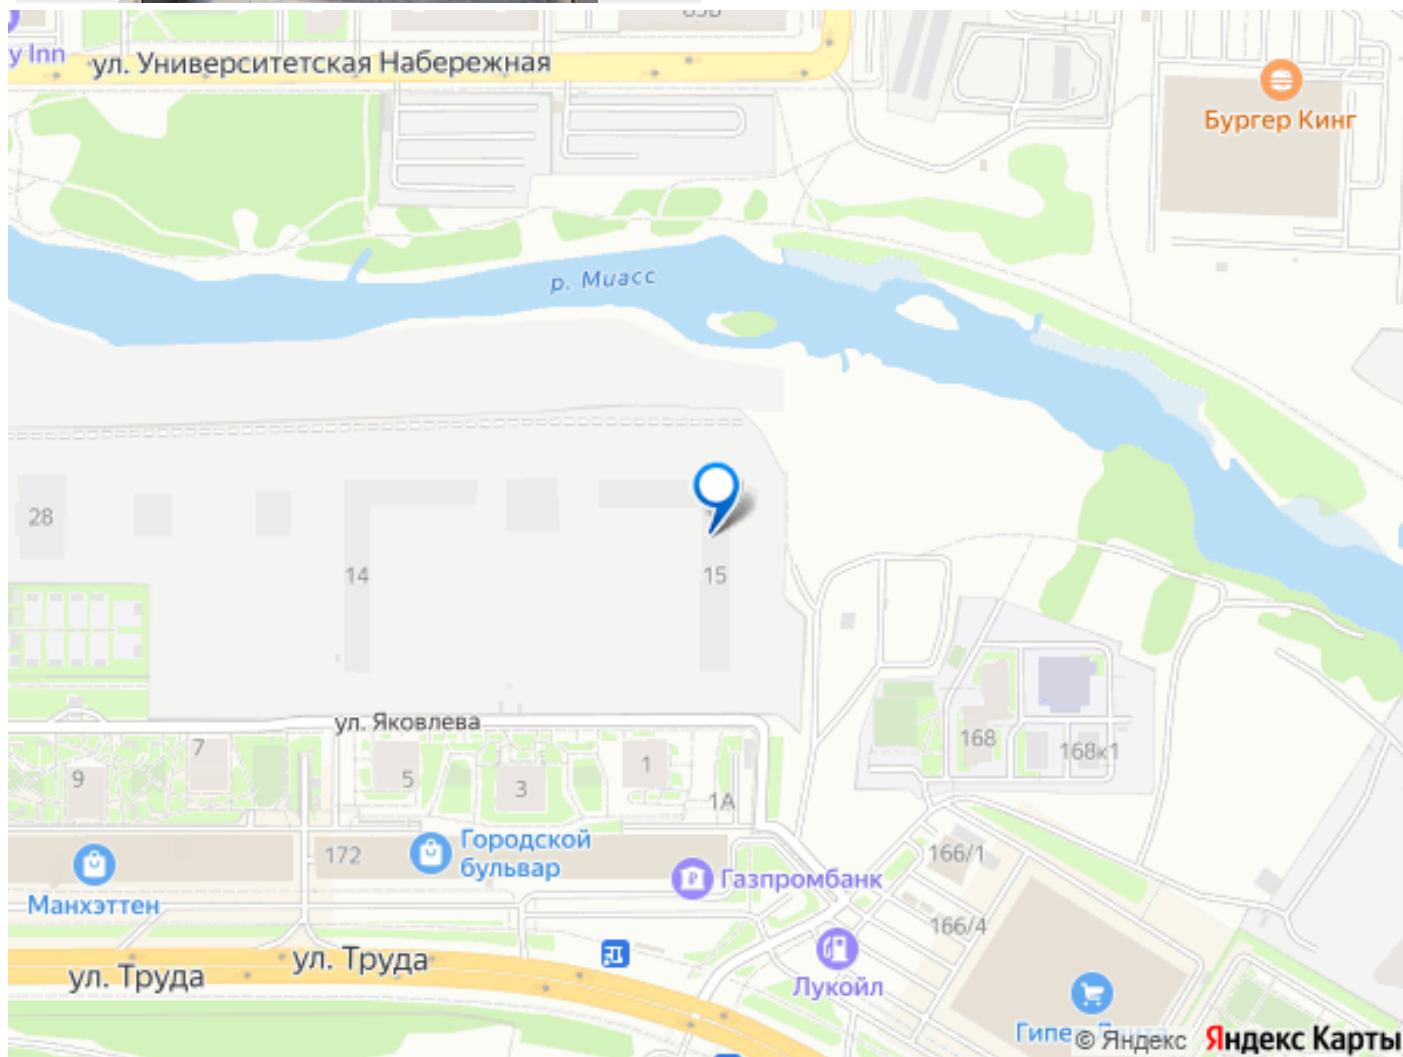 y Inn
ул. Университетская Набережная
Бургер Кинг
р. Миасс
28
14
15
ул. Яковлева
7
9
5
3
1
1А
168
168к1
172
Городской
бульвар
Манхэттен
Газпромбанк
166/1
166/4
ул. Труда
ул. Труда
Лукойл
Гипе
© Яндекс
Яндекс Карты